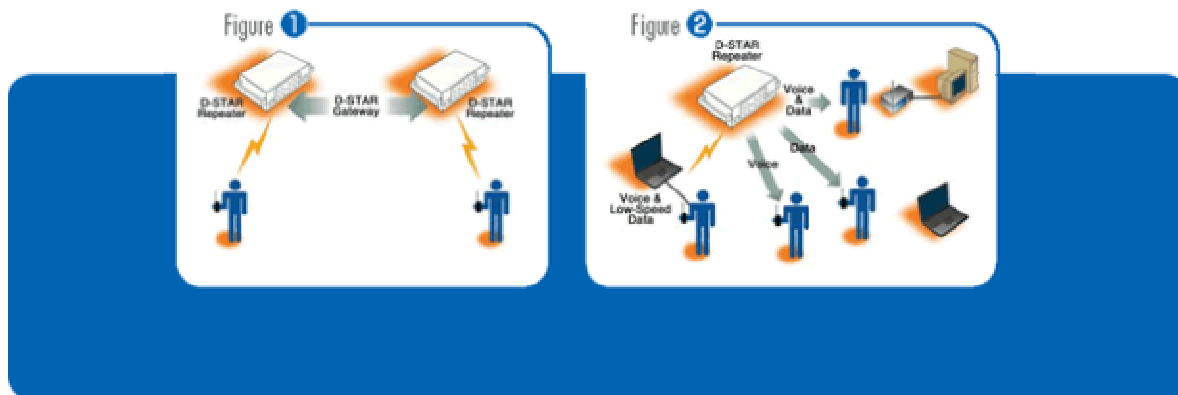 Figure 1
D-STAR
Repeater
D-STAR
Gateway
D-STAR
Repeater
Figure 2
D-STAR
Repeater
Voice
&
Data
Voice
Data
Voice &
Low-Speed
Data